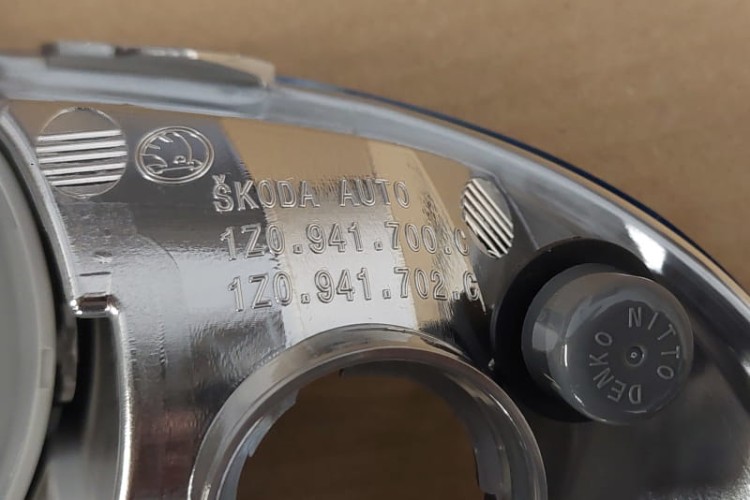 ŠKODA AUTO
1Z0.941.700.C
1Z0.941.702.C
NITTO DENKO